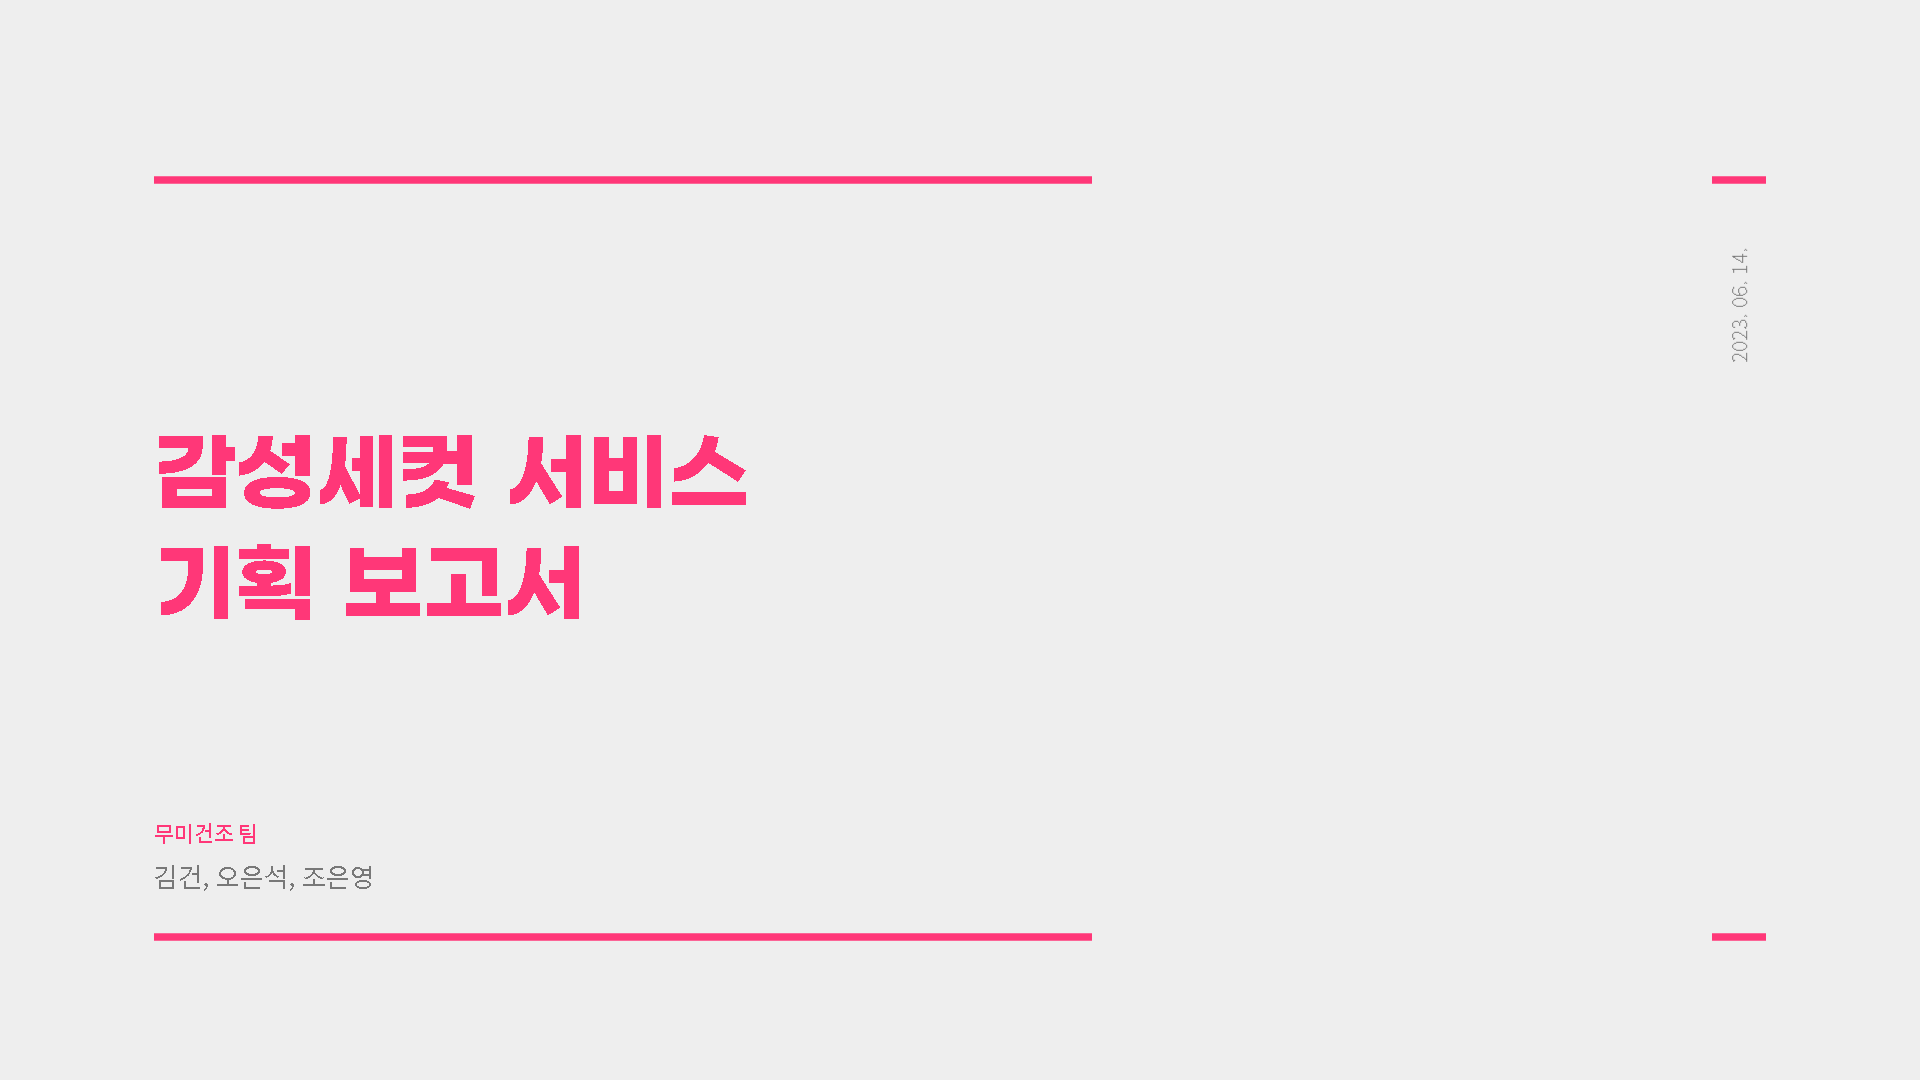 2023. 06. 14.
감성세컷 서비스
기획 보고서
무미건조 팀
김건, 오은석, 조은영